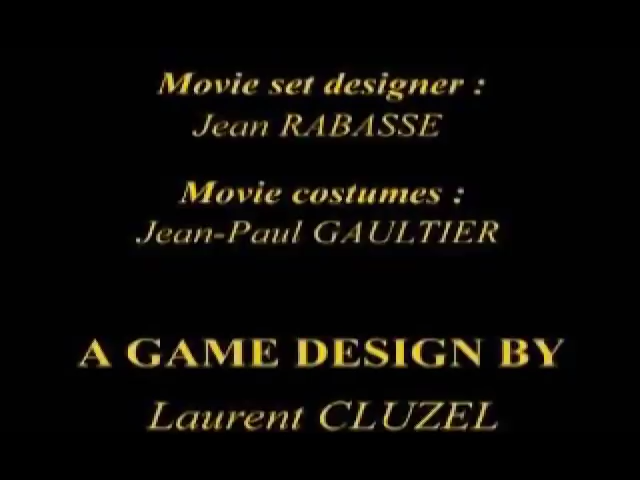 Movie set designer :
Jean RABASSE
Movie costumes :
Jean-Paul GAULTIER
A GAME DESIGN BY
Laurent CLUZEL